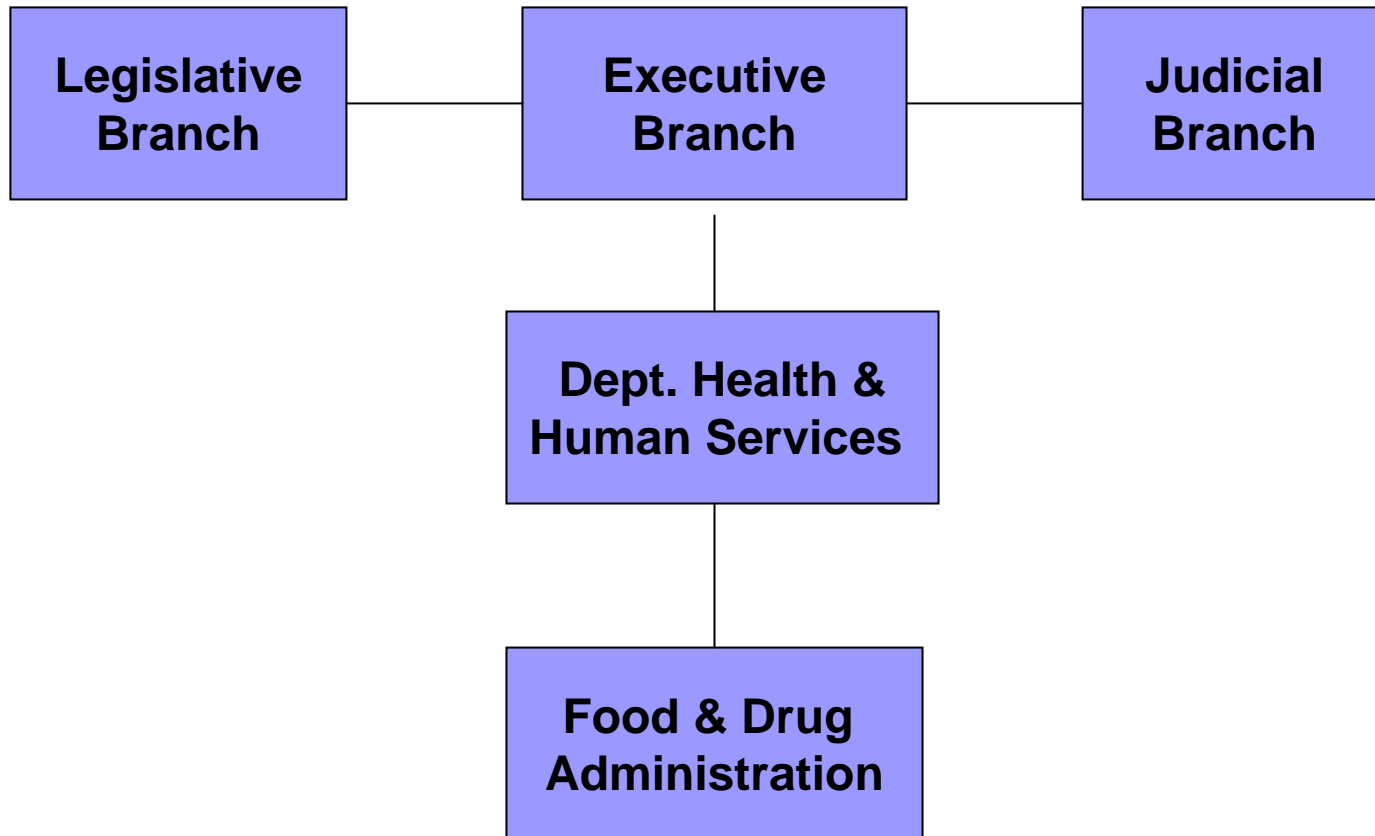 Legislative
Branch
Executive
Branch
Judicial
Branch
Dept. Health &
Human Services
Food & Drug
Administration